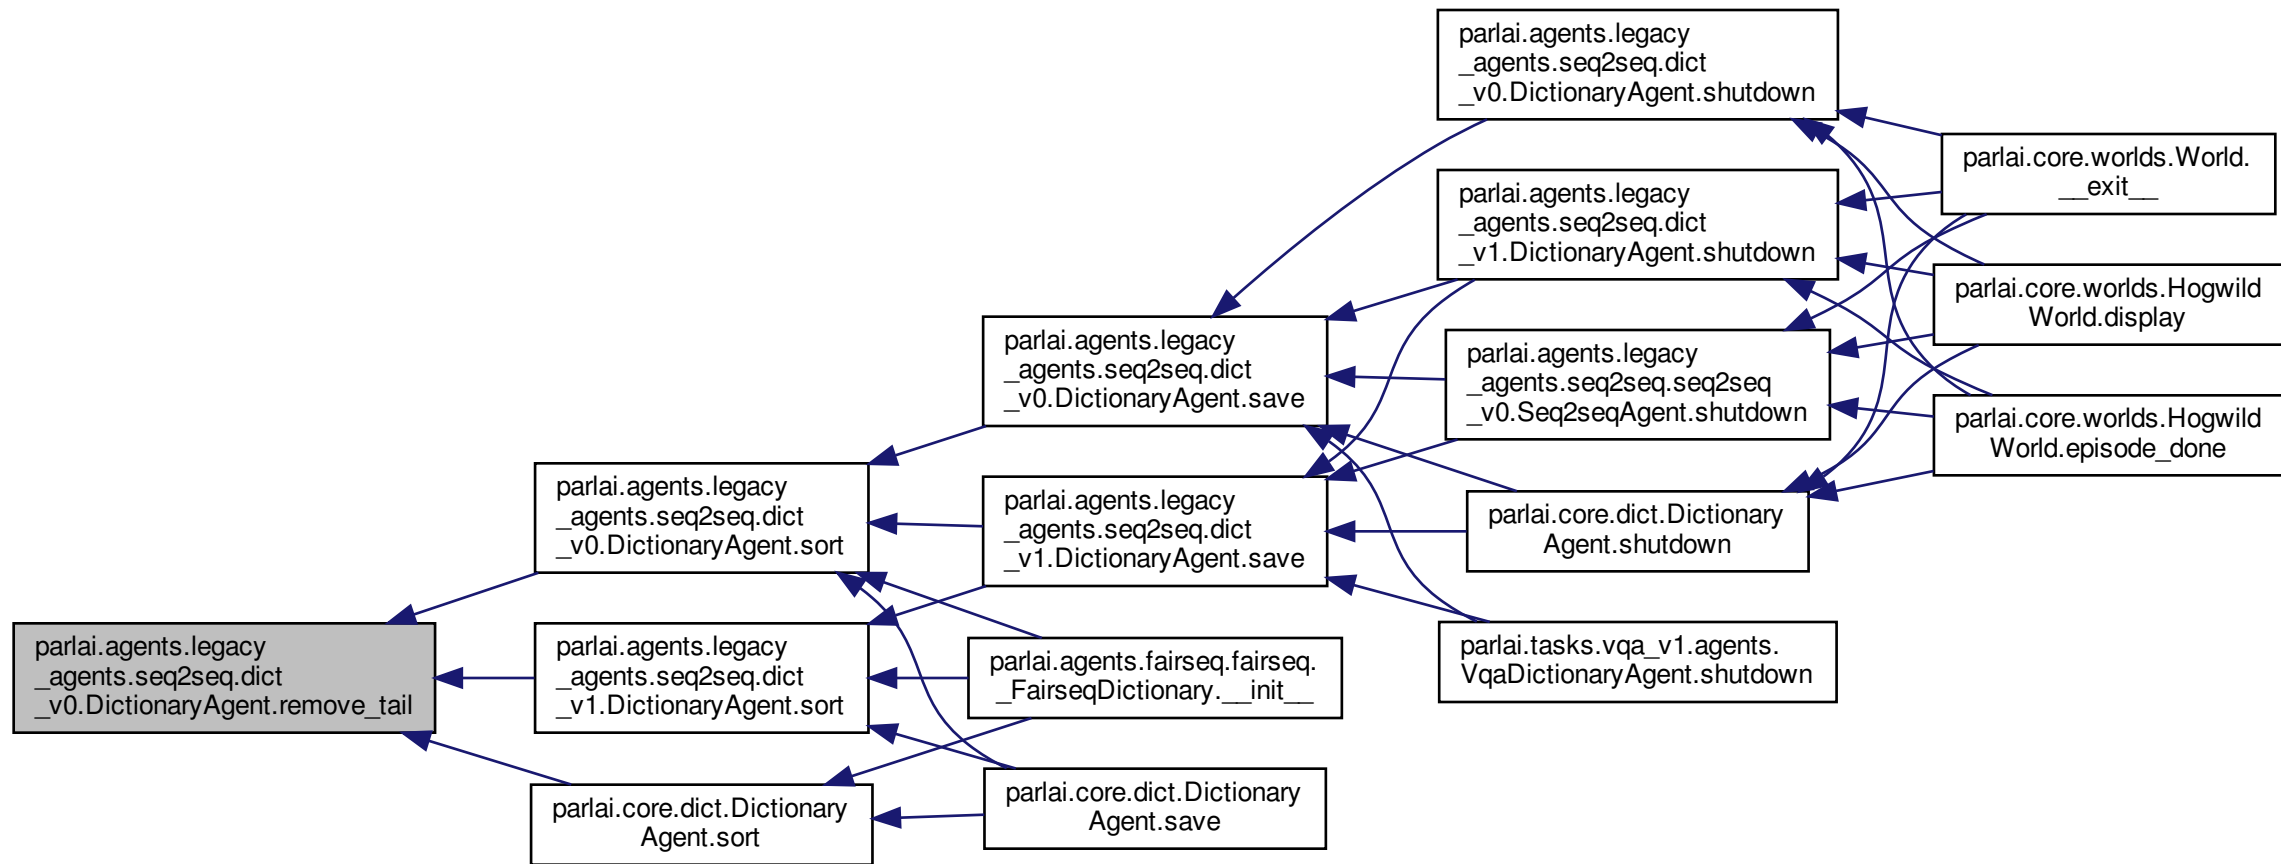 parlai.agents.legacy
_agents.seq2seq.dict
_v0.DictionaryAgent.remove_tail
parlai.agents.legacy
_agents.seq2seq.dict
_v0.DictionaryAgent.sort
parlai.agents.legacy
_agents.seq2seq.dict
_v1.DictionaryAgent.sort
parlai.core.dict.Dictionary
Agent.sort
parlai.agents.legacy
_agents.seq2seq.dict
_v0.DictionaryAgent.save
parlai.agents.legacy
_agents.seq2seq.dict
_v1.DictionaryAgent.save
parlai.agents.fairseq.fairseq.
_FairseqDictionary.__init__
parlai.core.dict.Dictionary
Agent.save
parlai.agents.legacy
_agents.seq2seq.dict
_v0.DictionaryAgent.shutdown
parlai.agents.legacy
_agents.seq2seq.dict
_v1.DictionaryAgent.shutdown
parlai.agents.legacy
_agents.seq2seq.seq2seq
_v0.Seq2seqAgent.shutdown
parlai.core.dict.Dictionary
Agent.shutdown
parlai.tasks.vqa_v1.agents.
VqaDictionaryAgent.shutdown
parlai.core.worlds.World.
__exit__
parlai.core.worlds.Hogwild
World.display
parlai.core.worlds.Hogwild
World.episode_done